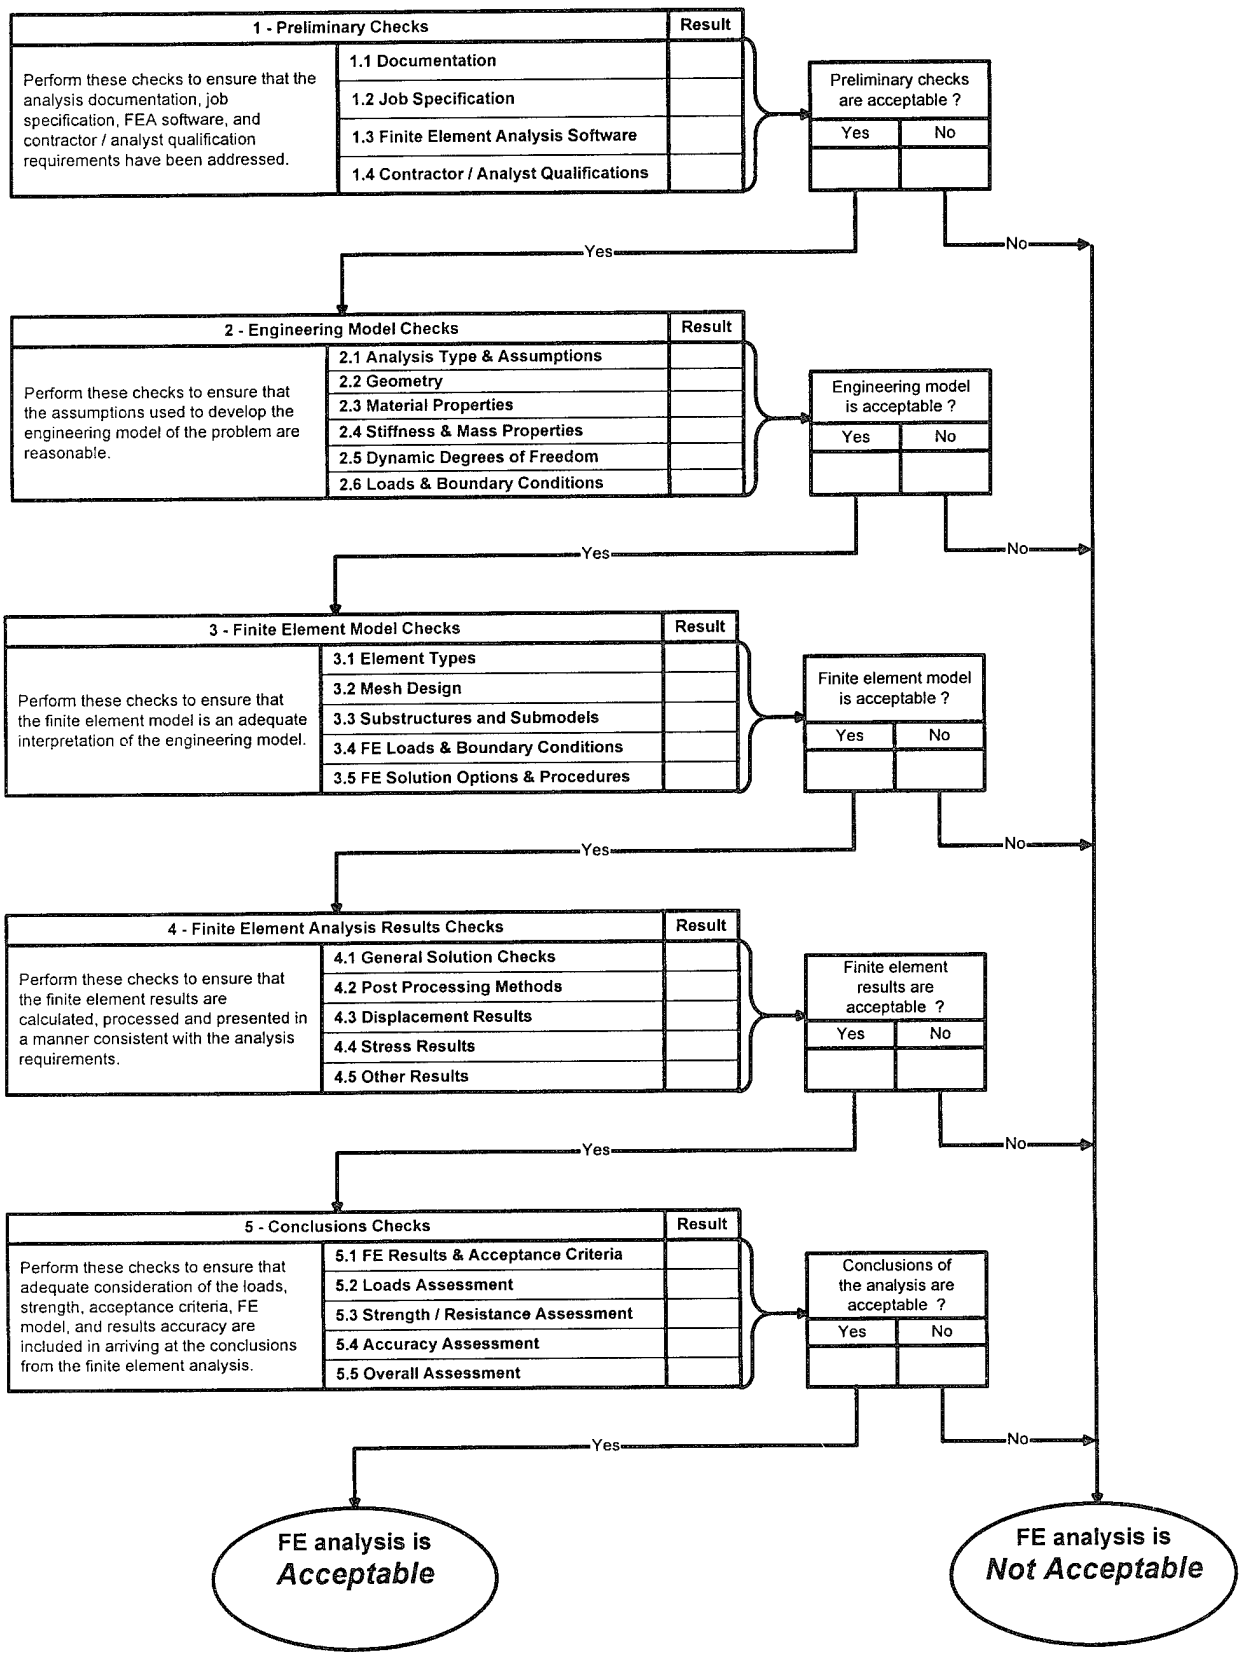 1 - Preliminary Checks
Result
Perform these checks to ensure that the
analysis documentation, job
specification, FEA software, and
contractor / analyst qualification
requirements have been addressed.
1.1 Documentation
1.2 Job Specification
1.3 Finite Element Analysis Software
1.4 Contractor / Analyst Qualifications
Preliminary checks
are acceptable ?
Yes
No
Yes
No
2 - Engineering Model Checks
Result
Perform these checks to ensure that
the assumptions used to develop the
engineering model of the problem are
reasonable.
2.1 Analysis Type & Assumptions
2.2 Geometry
2.3 Material Properties
2.4 Stiffness & Mass Properties
2.5 Dynamic Degrees of Freedom
2.6 Loads & Boundary Conditions
Engineering model
is acceptable ?
Yes
No
Yes
No
3 - Finite Element Model Checks
Result
Perform these checks to ensure that
the finite element model is an adequate
interpretation of the engineering model.
3.1 Element Types
3.2 Mesh Design
3.3 Substructures and Submodels
3.4 FE Loads & Boundary Conditions
3.5 FE Solution Options & Procedures
Finite element model
is acceptable ?
Yes
No
Yes
No
4 - Finite Element Analysis Results Checks
Result
Perform these checks to ensure that
the finite element results are
calculated, processed and presented in
a manner consistent with the analysis
requirements.
4.1 General Solution Checks
4.2 Post Processing Methods
4.3 Displacement Results
4.4 Stress Results
4.5 Other Results
Finite element
results are
acceptable ?
Yes
No
Yes
No
5 - Conclusions Checks
Result
Perform these checks to ensure that
adequate consideration of the loads,
strength, acceptance criteria, FE
model, and results accuracy are
included in arriving at the conclusions
from the finite element analysis.
5.1 FE Results & Acceptance Criteria
5.2 Loads Assessment
5.3 Strength / Resistance Assessment
5.4 Accuracy Assessment
5.5 Overall Assessment
Conclusions of
the analysis are
acceptable ?
Yes
No
Yes
No
FE analysis is
Acceptable
FE analysis is
Not Acceptable